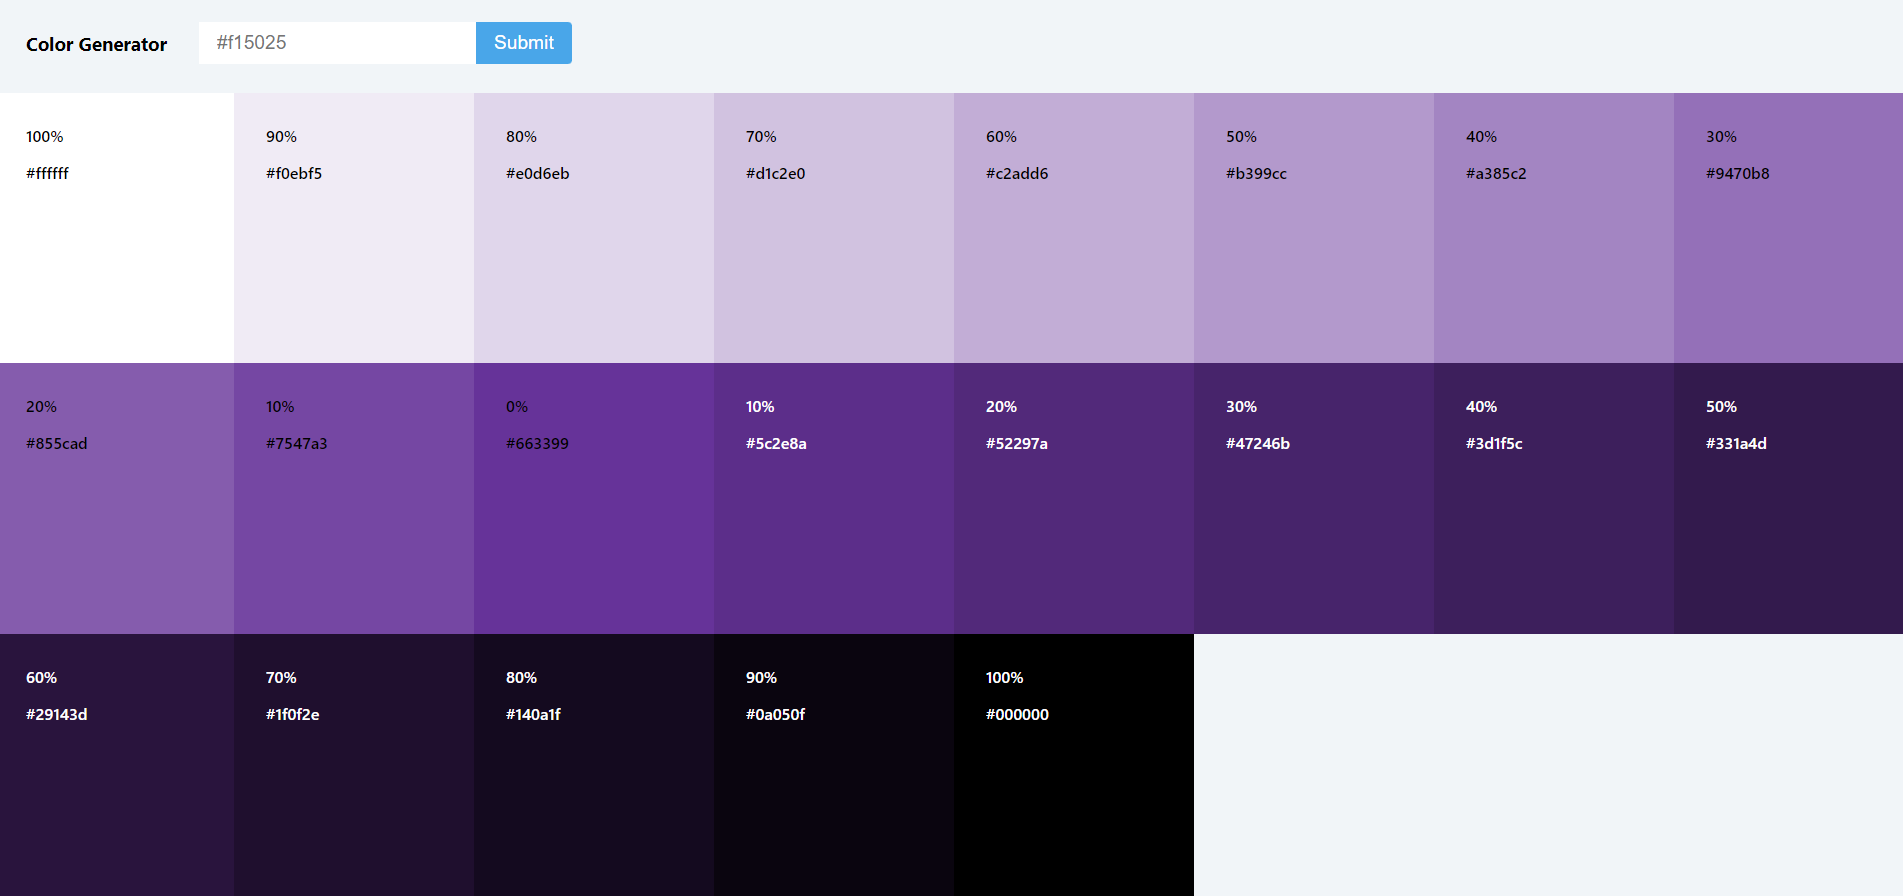 Color Generator
#f15025
Submit
100%
#ffffff
90%
#f0ebf5
80%
#e0d6eb
70%
#d1c2e0
60%
#c2add6
50%
#b399cc
40%
#a385c2
30%
#9470b8
20%
#855cad
10%
#7547a3
0%
#663399
10%
#5c2e8a
20%
#52297a
30%
#47246b
40%
#3d1f5c
50%
#331a4d
60%
#29143d
70%
#1f0f2e
80%
#140a1f
90%
#0a050f
100%
#000000